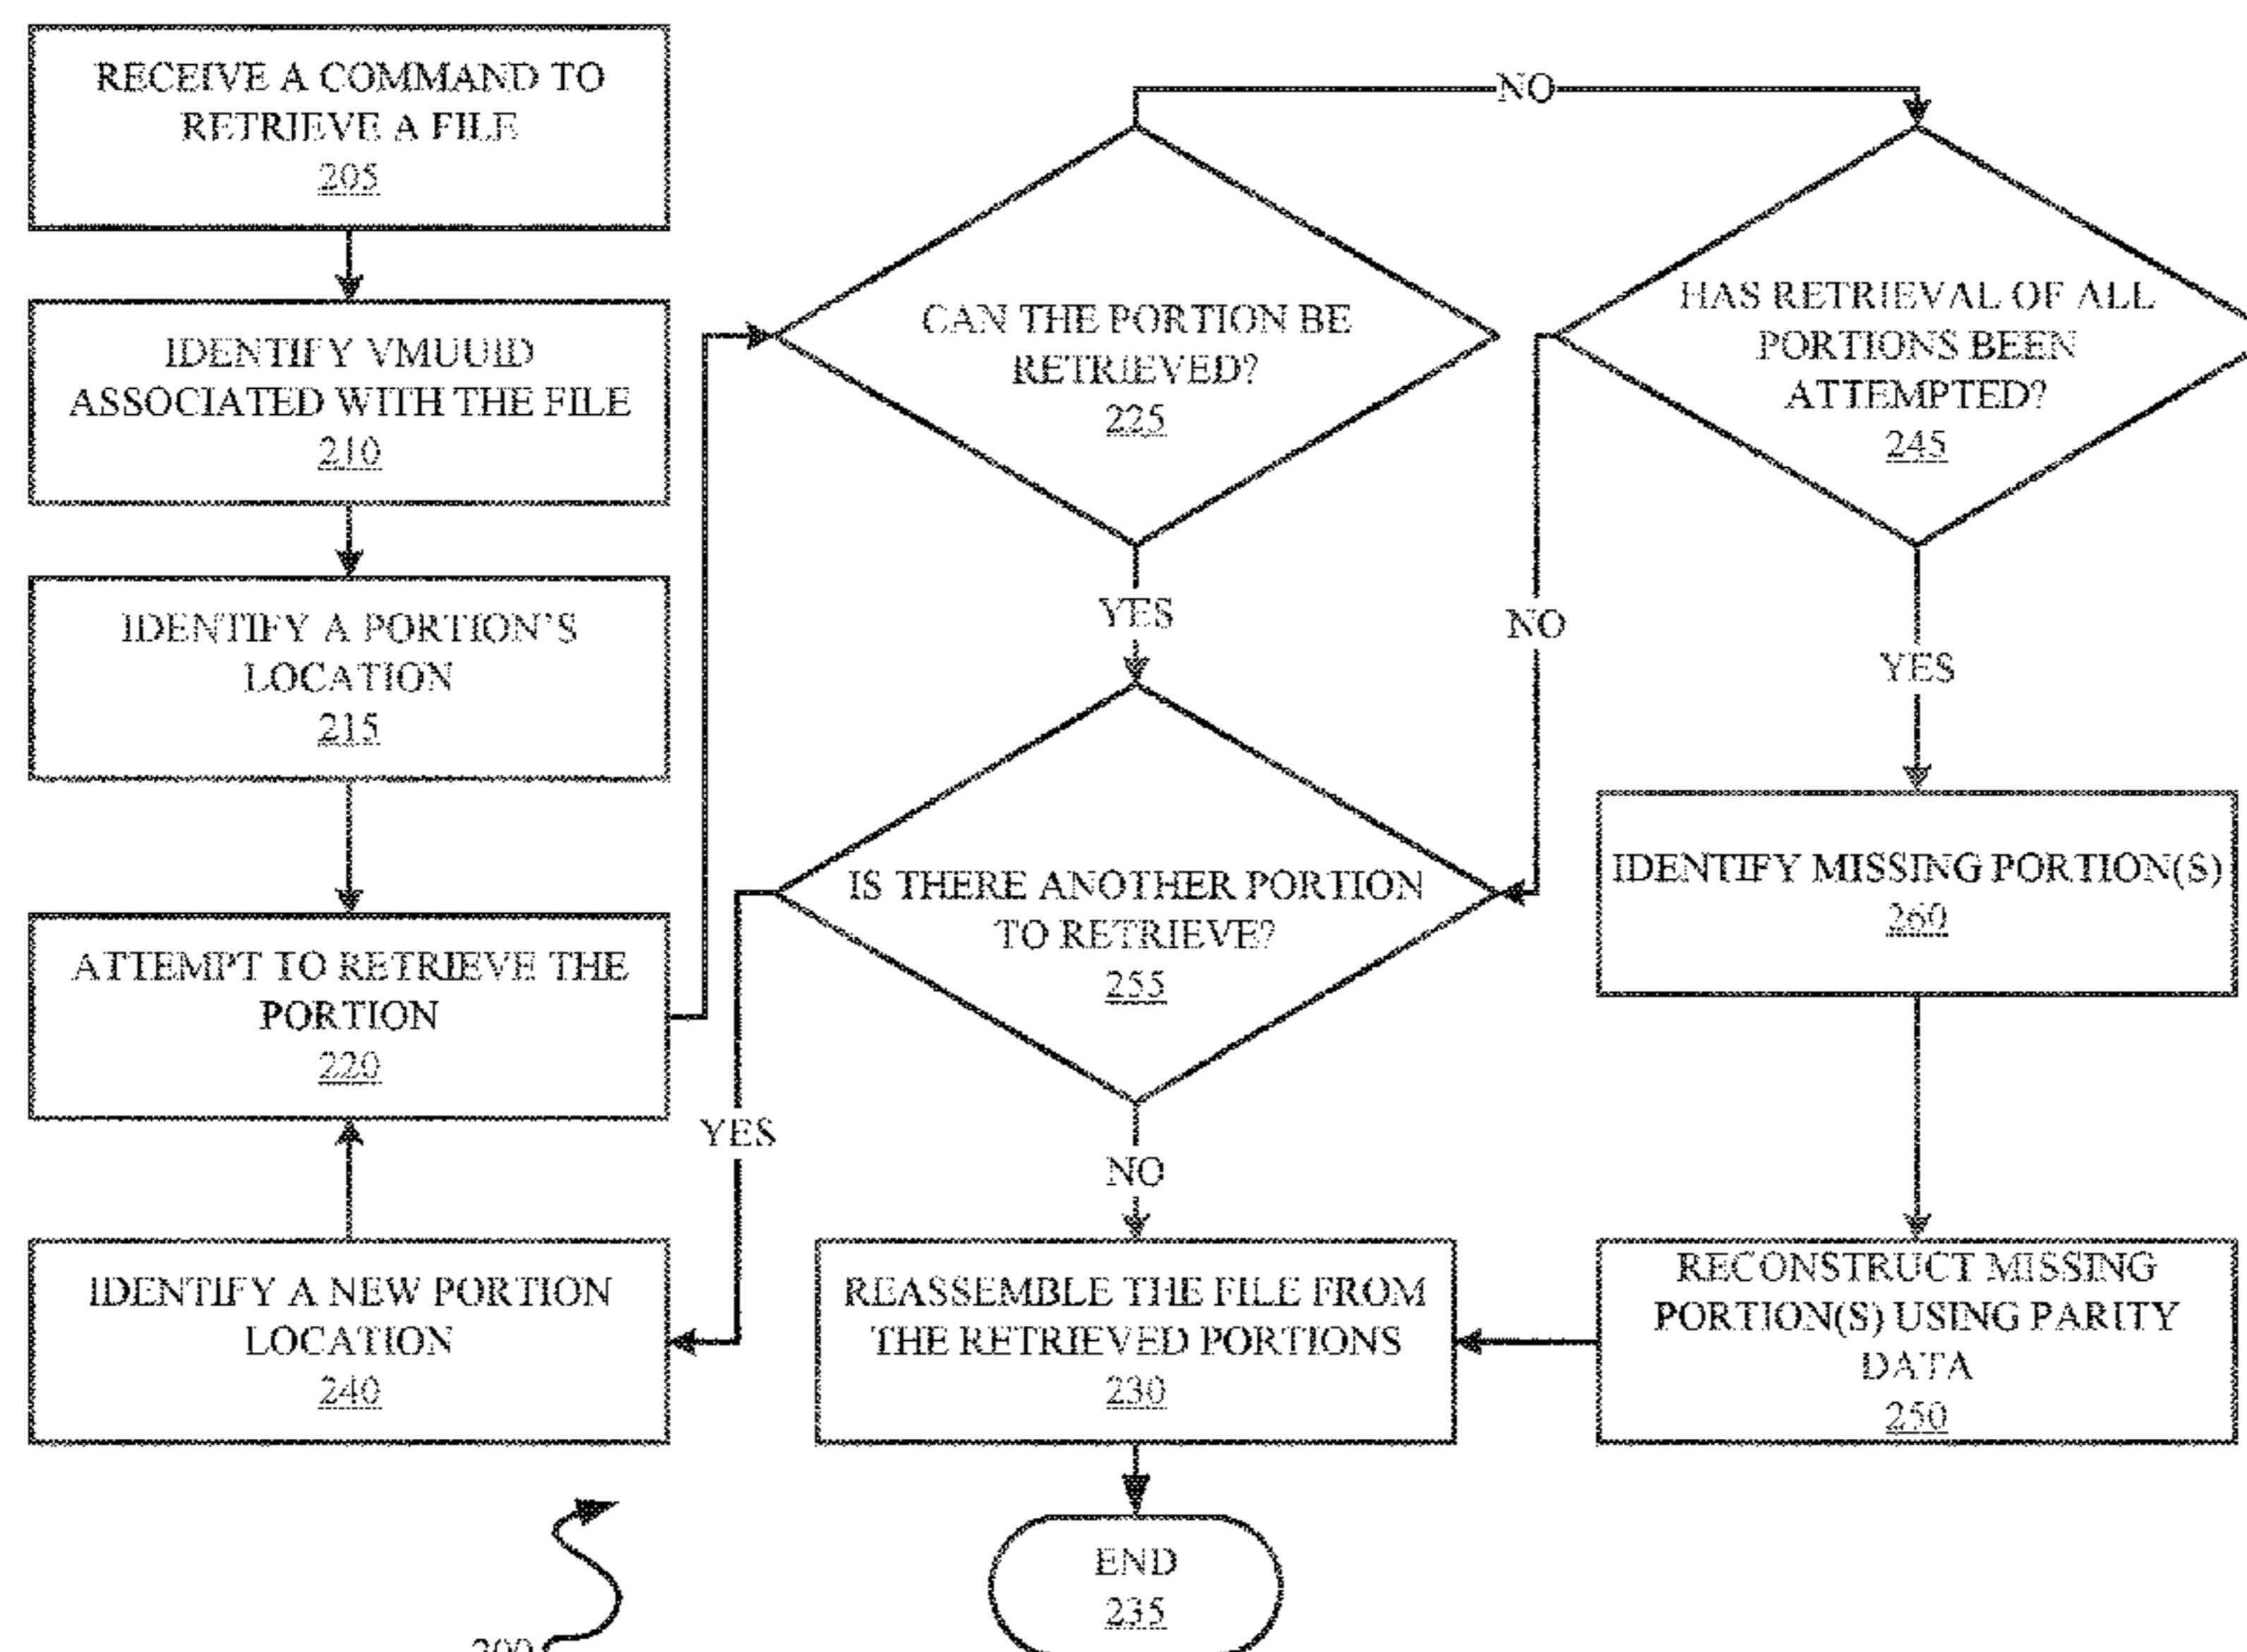 RECEIVE A COMMAND TO
RETRIEVE A FILE
205
IDENTIFY VMUUID
ASSOCIATED WITH THE FILE
210
IDENTIFY A PORTION'S
LOCATION
215
ATTEMPT TO RETRIEVE THE
PORTION
220
IDENTIFY A NEW PORTION
LOCATION
240
CAN THE PORTION BE
RETRIEVED?
225
NO
YES
IS THERE ANOTHER PORTION
TO RETRIEVE?
255
YES
NO
REASSEMBLE THE FILE FROM
THE RETRIEVED PORTIONS
230
END
235
HAS RETRIEVAL OF ALL
PORTIONS BEEN
ATTEMPTED?
245
NO
YES
IDENTIFY MISSING PORTION(S)
260
RECONSTRUCT MISSING
PORTION(S) USING PARITY
DATA
250
200